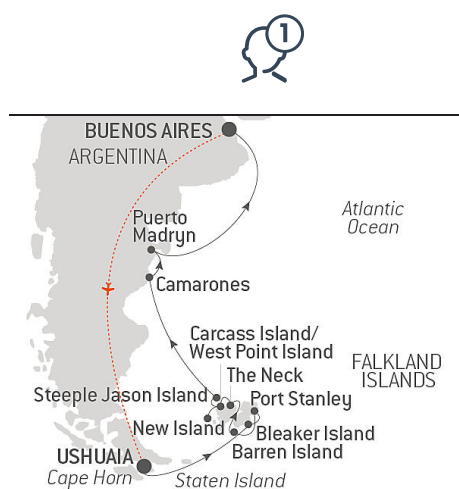 1
BUENOS AIRES
ARGENTINA
Atlantic
Ocean
Puerto
Madryn
Camarones
Carcass Island/
West Point Island
The Neck
FALKLAND
ISLANDS
Steeple Jason Island
Port Stanley
New Island
Bleaker Island
Barren Island
USHUAIA
Cape Horn
Staten Island